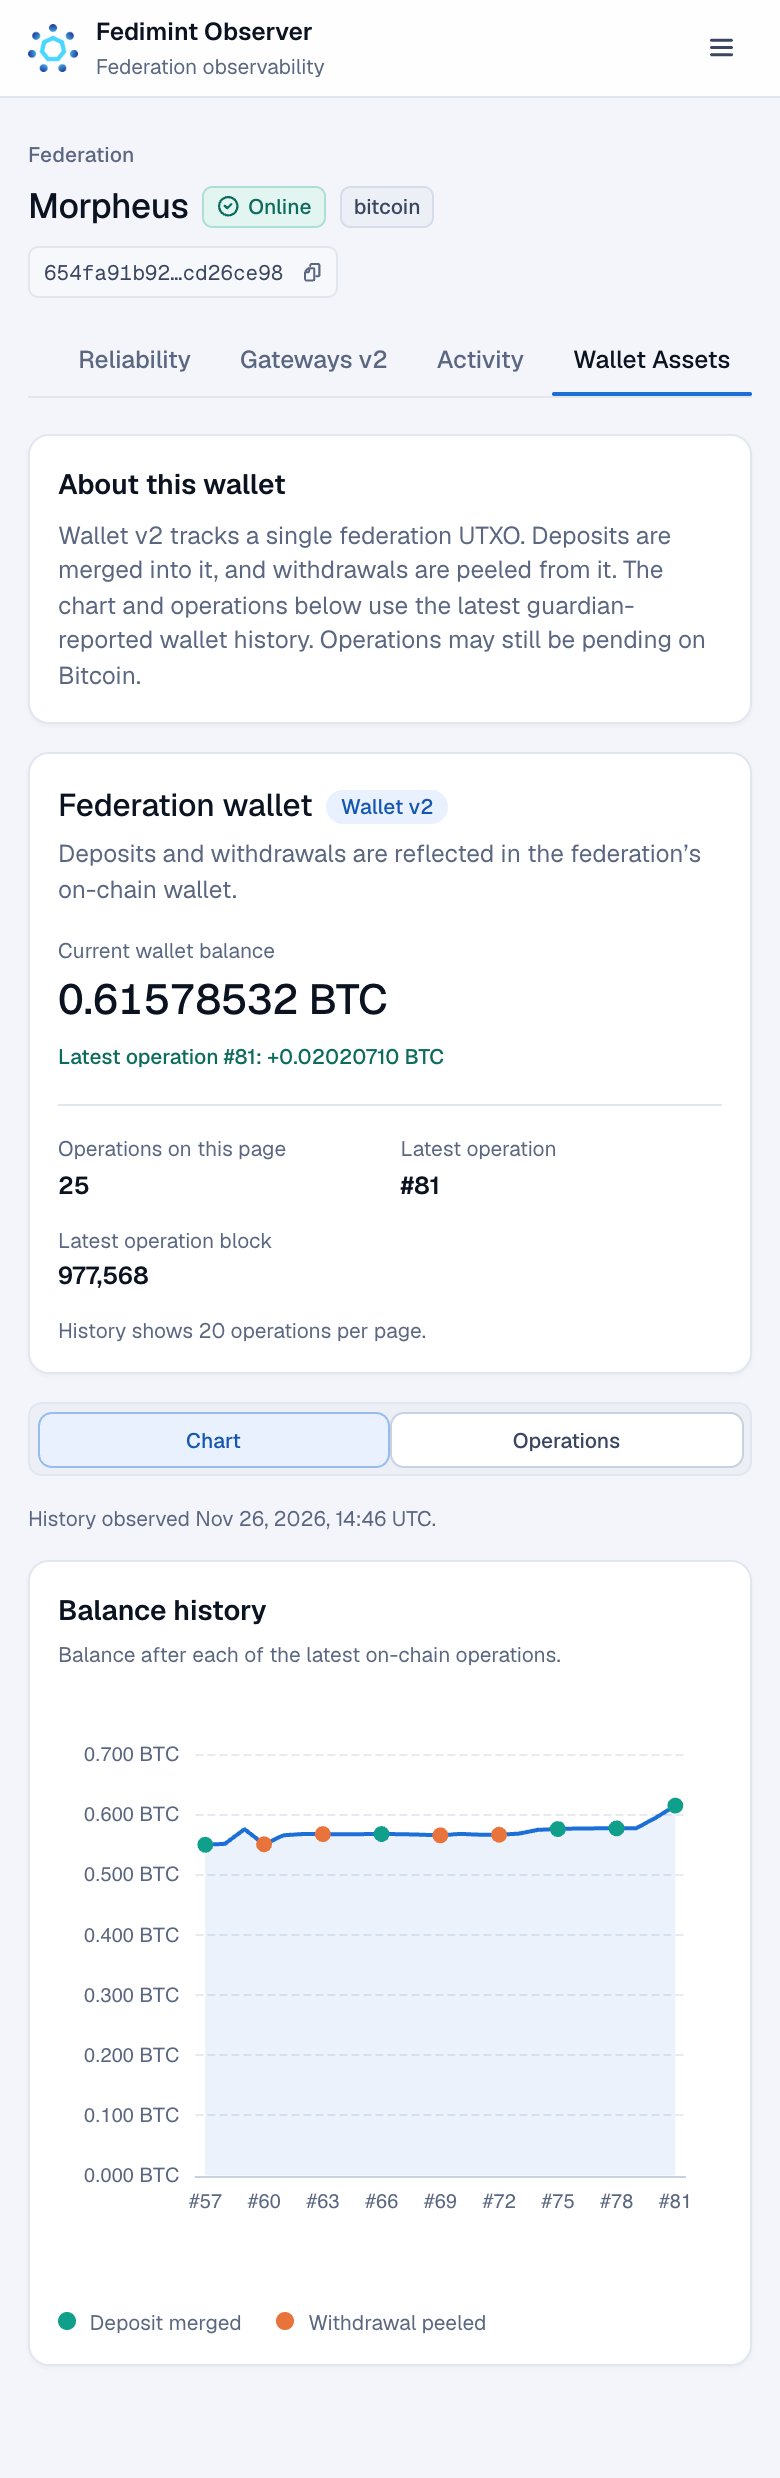 Fedimint Observer
Federation observability
Federation
Morpheus
Online
bitcoin
654fa91b92…cd26ce98
Reliability
Gateways v2
Activity
Wallet Assets
About this wallet
Wallet v2 tracks a single federation UTXO. Deposits are
merged into it, and withdrawals are peeled from it. The
chart and operations below use the latest guardian-
reported wallet history. Operations may still be pending on
Bitcoin.
Federation wallet
Wallet v2
Deposits and withdrawals are reflected in the federation’s
on-chain wallet.
Current wallet balance
0.61578532 BTC
Latest operation #81: +0.02020710 BTC
Operations on this page
25
Latest operation
#81
Latest operation block
977,568
History shows 20 operations per page.
Chart
Operations
History observed Nov 26, 2026, 14:46 UTC.
Balance history
Balance after each of the latest on-chain operations.
0.700 BTC
0.600 BTC
0.500 BTC
0.400 BTC
0.300 BTC
0.200 BTC
0.100 BTC
0.000 BTC
#57 #60 #63 #66 #69 #72 #75 #78 #81
Deposit merged
Withdrawal peeled